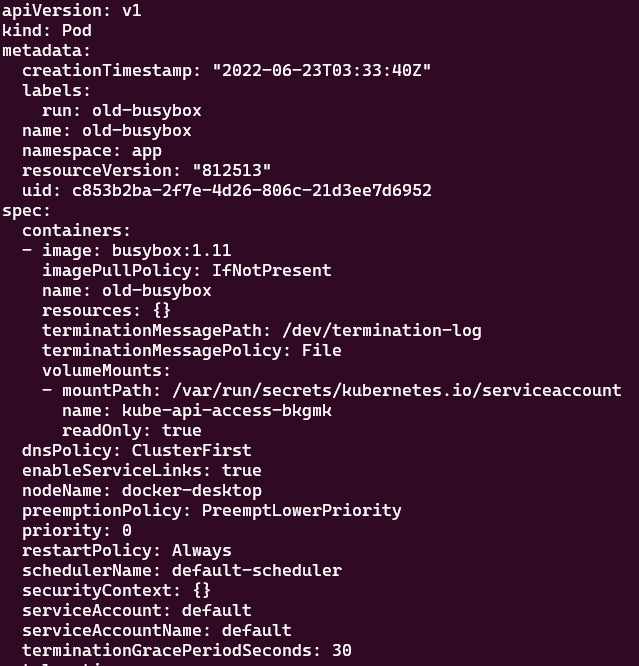 apiVersion: v1
kind: Pod
metadata:
  creationTimestamp: "2022-06-23T03:33:40Z"
  labels:
    run: old-busybox
  name: old-busybox
  namespace: app
  resourceVersion: "812513"
  uid: c853b2ba-2f7e-4d26-806c-21d3ee7d6952
spec:
  containers:
  - image: busybox:1.11
    imagePullPolicy: IfNotPresent
    name: old-busybox
    resources: {}
    terminationMessagePath: /dev/termination-log
    terminationMessagePolicy: File
    volumeMounts:
    - mountPath: /var/run/secrets/kubernetes.io/serviceaccount
      name: kube-api-access-bkgmk
      readOnly: true
  dnsPolicy: ClusterFirst
  enableServiceLinks: true
  nodeName: docker-desktop
  preemptionPolicy: PreemptLowerPriority
  priority: 0
  restartPolicy: Always
  schedulerName: default-scheduler
  securityContext: {}
  serviceAccount: default
  serviceAccountName: default
  terminationGracePeriodSeconds: 30